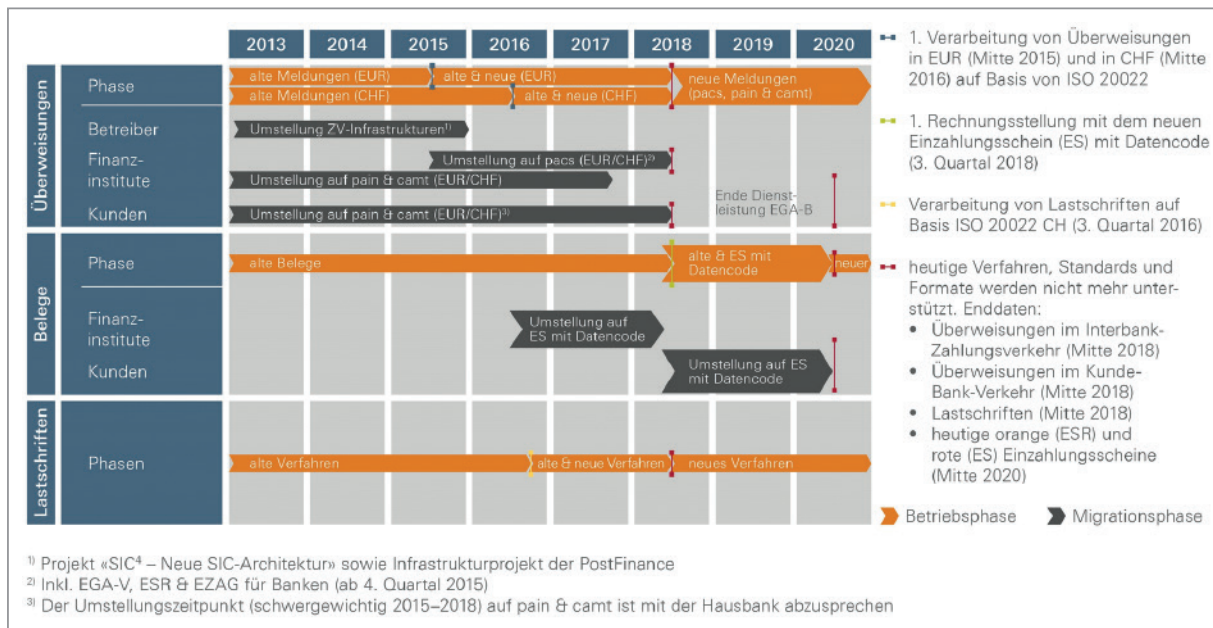 2013 2014 2015 2016 2017 2018 2019 2020
Überweisungen
Phase
alte Meldungen (EUR) alte & neue (EUR)
alte Meldungen (CHF) alte & neue (CHF)
neue Meldungen
(pacs, pain & camt)
Betreiber
Umstellung ZV-Infrastrukturen¹⁾
Finanz-
institute
Umstellung auf pacs (EUR/CHF)²⁾
Umstellung auf pain & camt (EUR/CHF)
Kunden
Umstellung auf pain & camt (EUR/CHF)³⁾
Ende Dienst-
leistung EGA-B
Belege
Phase
alte Belege
alte & ES mit
Datencode
neuer
Finanz-
institute
Umstellung auf
ES mit Datencode
Kunden
Umstellung auf ES
mit Datencode
Lastschriften
Phasen
alte Verfahren alte & neue Verfahren neues Verfahren
1. Verarbeitung von Überweisungen
in EUR (Mitte 2015) und in CHF (Mitte
2016) auf Basis von ISO 20022
1. Rechnungsstellung mit dem neuen
Einzahlungsschein (ES) mit Datencode
(3. Quartal 2018)
Verarbeitung von Lastschriften auf
Basis ISO 20022 CH (3. Quartal 2016)
heutige Verfahren, Standards und
Formate werden nicht mehr unter-
stützt. Enddaten:
• Überweisungen im Interbank-
Zahlungsverkehr (Mitte 2018)
• Überweisungen im Kunde-
Bank-Verkehr (Mitte 2018)
• Lastschriften (Mitte 2018)
• heutige orange (ESR) und
rote (ES) Einzahlungsscheine
(Mitte 2020)
Betriebsphase Migrationsphase
¹⁾ Projekt «SIC⁴ – Neue SIC-Architektur» sowie Infrastrukturprojekt der PostFinance
²⁾ Inkl. EGA-V, ESR & EZAG für Banken (ab 4. Quartal 2015)
³⁾ Der Umstellungszeitpunkt (schwergewichtig 2015–2018) auf pain & camt ist mit der Hausbank abzusprechen